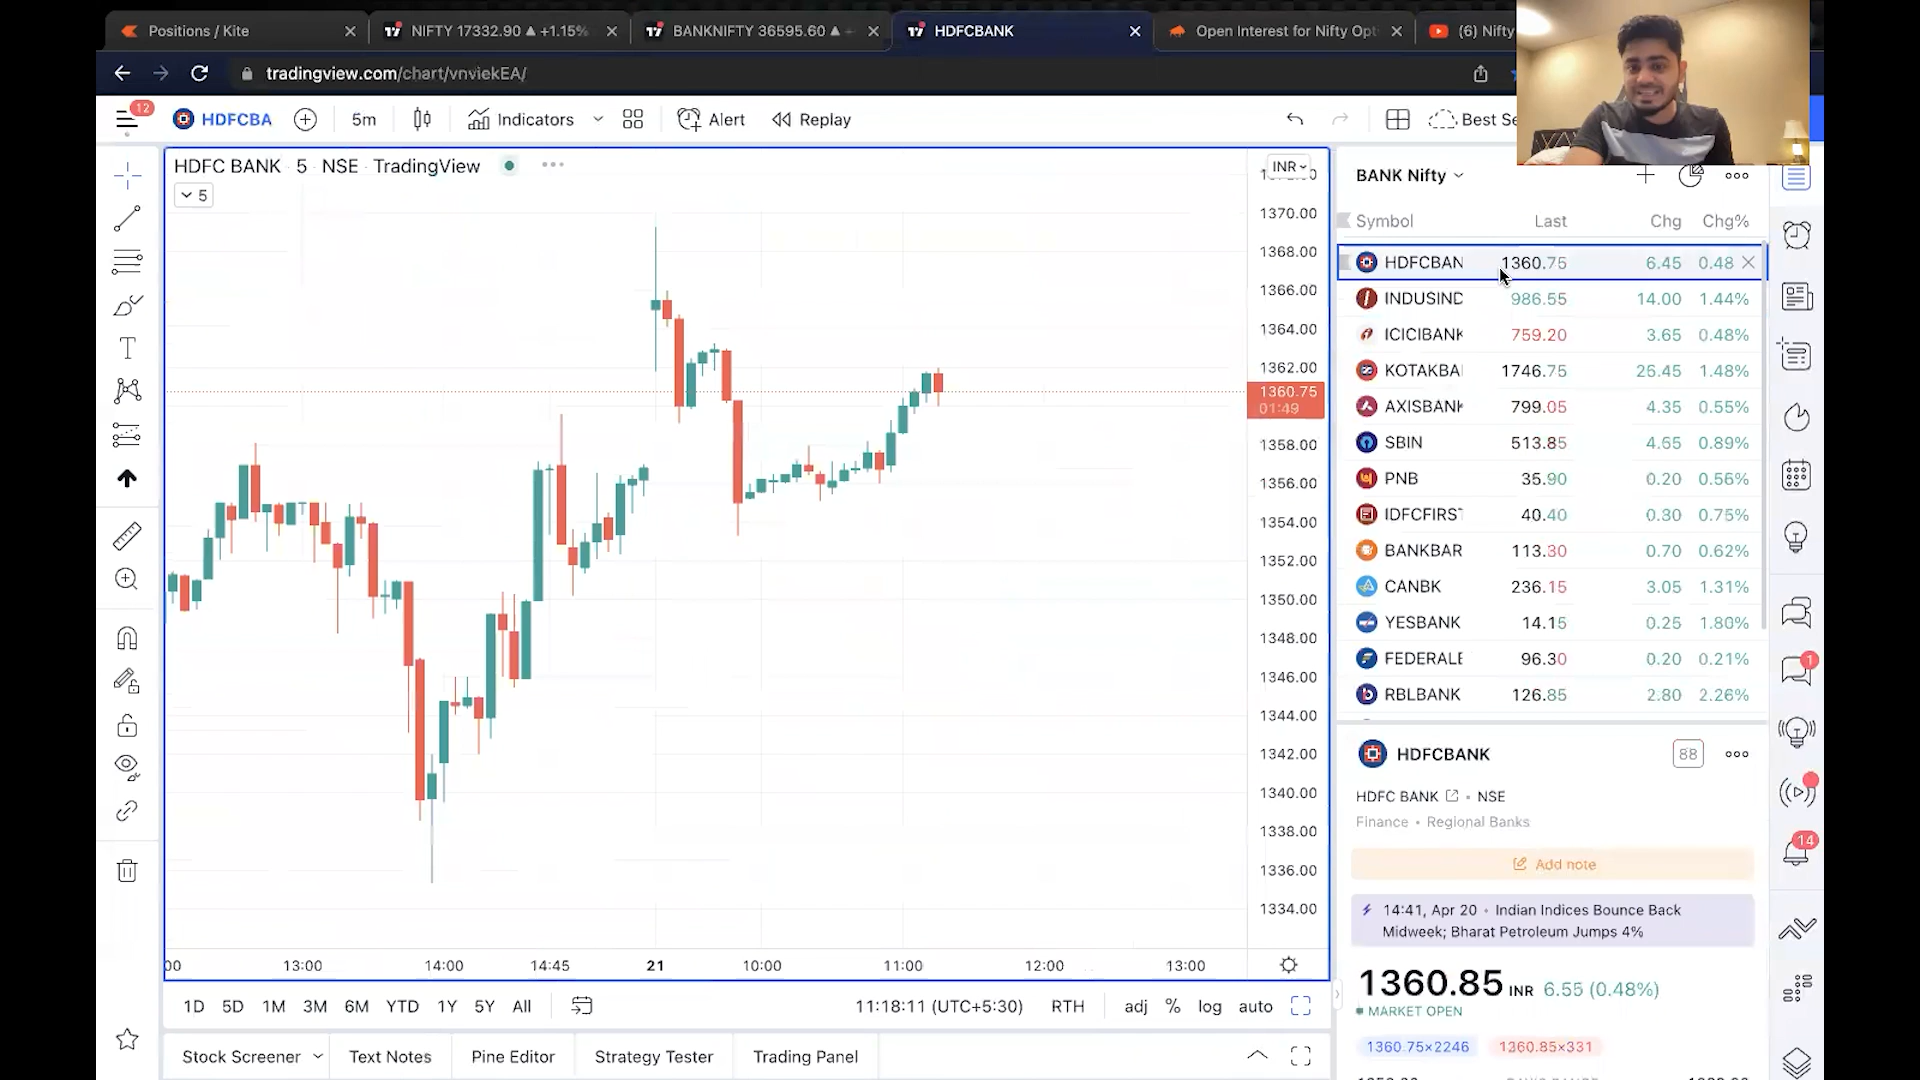 Positions / Kite
NIFTY 17332.90 ▲ +1.15%
BANKNIFTY 36595.60 ▲
HDFCBANK
Open Interest for Nifty Opt
(6) Nifty
tradingview.com/chart/vnviekEA/
12
HDFCBA
5m
Indicators
Alert
Replay
Best Se
HDFC BANK 5 NSE TradingView
5
INR
1370.00
1368.00
1366.00
1364.00
1362.00
1360.75
01:49
1358.00
1356.00
1354.00
1352.00
1350.00
1348.00
1346.00
1344.00
1342.00
1340.00
1338.00
1336.00
1334.00
00 13:00 14:00 14:45 21 10:00 11:00 12:00 13:00
1D 5D 1M 3M 6M YTD 1Y 5Y All
11:18:11 (UTC+5:30) RTH adj % log auto
Stock Screener Text Notes Pine Editor Strategy Tester Trading Panel
BANK Nifty
Symbol Last Chg Chg%
HDFCBAN 1360.75 6.45 0.48
INDUSIND 986.55 14.00 1.44%
ICICIBANK 759.20 3.65 0.48%
KOTAKBA 1746.75 26.45 1.48%
AXISBANK 799.05 4.35 0.55%
SBIN 513.85 4.65 0.89%
PNB 35.90 0.20 0.56%
IDFCFIRST 40.40 0.30 0.75%
BANKBAR 113.30 0.70 0.62%
CANBK 236.15 3.05 1.31%
YESBANK 14.15 0.25 1.80%
FEDERALE 96.30 0.20 0.21%
RBLBANK 126.85 2.80 2.26%
HDFCBANK
88
HDFC BANK • NSE
Finance • Regional Banks
Add note
14:41, Apr 20 • Indian Indices Bounce Back
Midweek; Bharat Petroleum Jumps 4%
1360.85 INR 6.55 (0.48%)
MARKET OPEN
1360.75×2246 1360.85×331
1
14